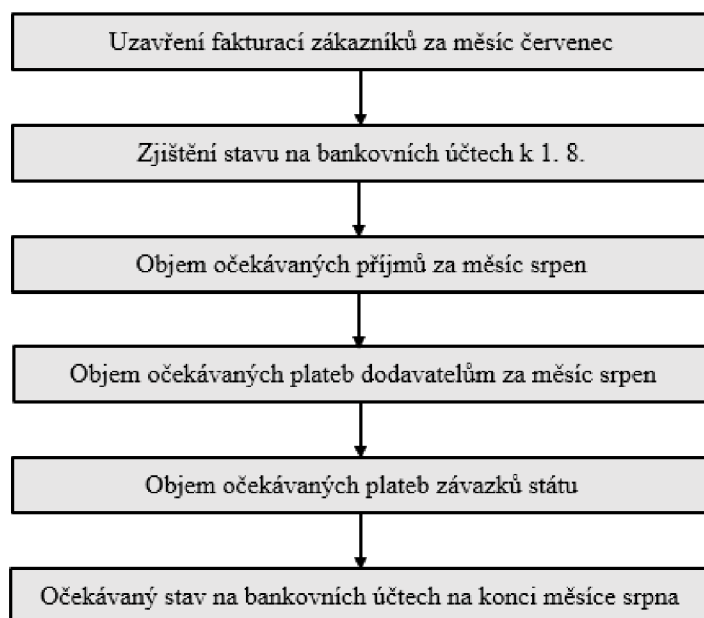 Uzavření fakturací zákazníků za měsíc červenec
Zjištění stavu na bankovních účtech k 1. 8.
Objem očekávaných příjmů za měsíc srpen
Objem očekávaných plateb dodavatelům za měsíc srpen
Objem očekávaných plateb závazků státu
Očekávaný stav na bankovních účtech na konci měsíce srpna